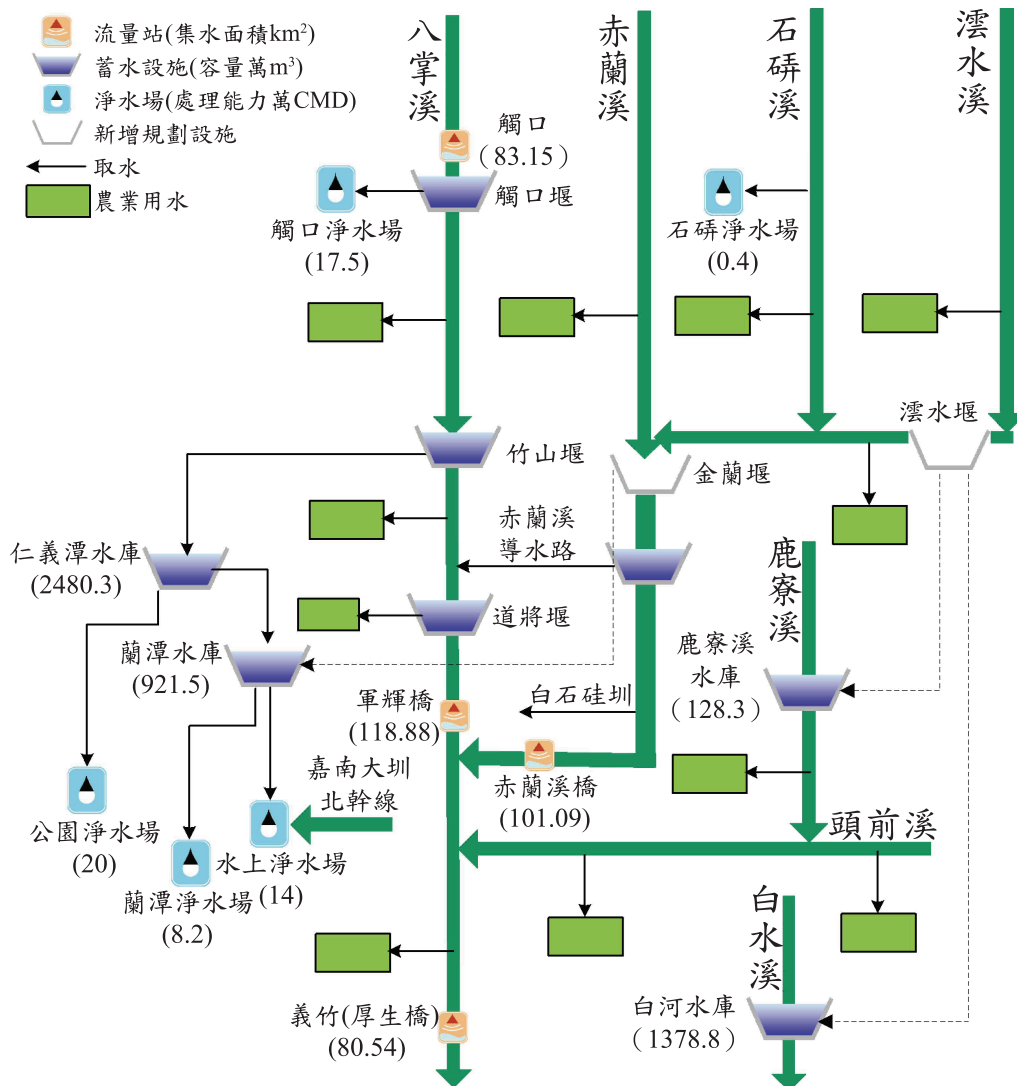 流量站(集水面積km²)
蓄水設施(容量萬m³)
淨水場(處理能力萬CMD)
新增規劃設施
取水
農業用水
八掌溪
赤蘭溪
石硦溪
澐水溪
觸口
(83.15)
觸口堰
觸口淨水場
(17.5)
石硦淨水場
(0.4)
澐水堰
竹山堰
金蘭堰
仁義潭水庫
(2480.3)
赤蘭溪
導水路
鹿寮溪
道將堰
蘭潭水庫
(921.5)
鹿寮溪
水庫
(128.3)
軍輝橋
(118.88)
白石硅圳
嘉南大圳
北幹線
赤蘭溪橋
(101.09)
頭前溪
公園淨水場
(20)
水上淨水場
(14)
蘭潭淨水場
(8.2)
白水溪
義竹(厚生橋)
(80.54)
白河水庫
(1378.8)